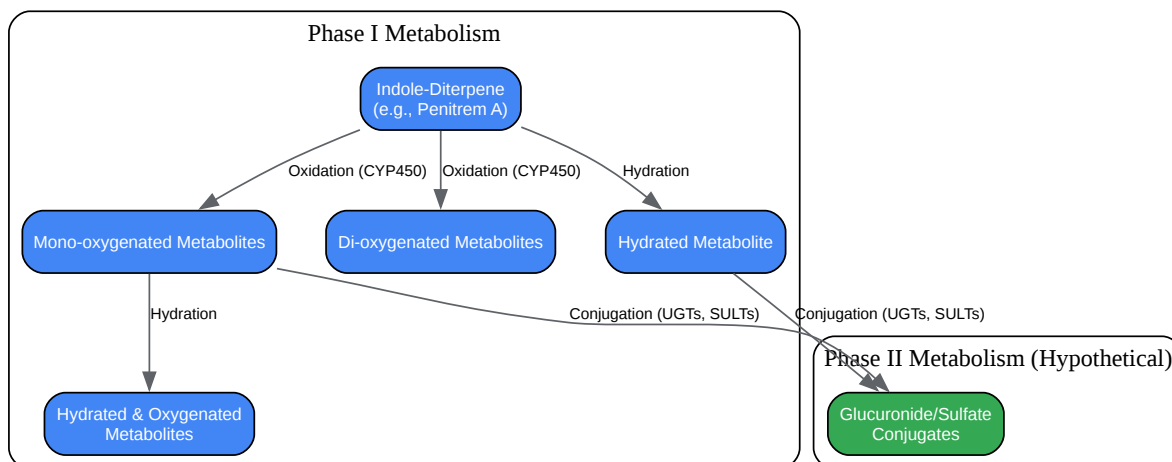 Phase I Metabolism
Indole-Diterpene
(e.g., Penitrem A)
Oxidation (CYP450)
Oxidation (CYP450)
Hydration
Mono-oxygenated Metabolites
Di-oxygenated Metabolites
Hydrated Metabolite
Hydration
Conjugation (UGTs, SULTs)
Conjugation (UGTs, SULTs)
Phase II Metabolism (Hypothetical)
Hydrated & Oxygenated
Metabolites
Glucuronide/Sulfate
Conjugates